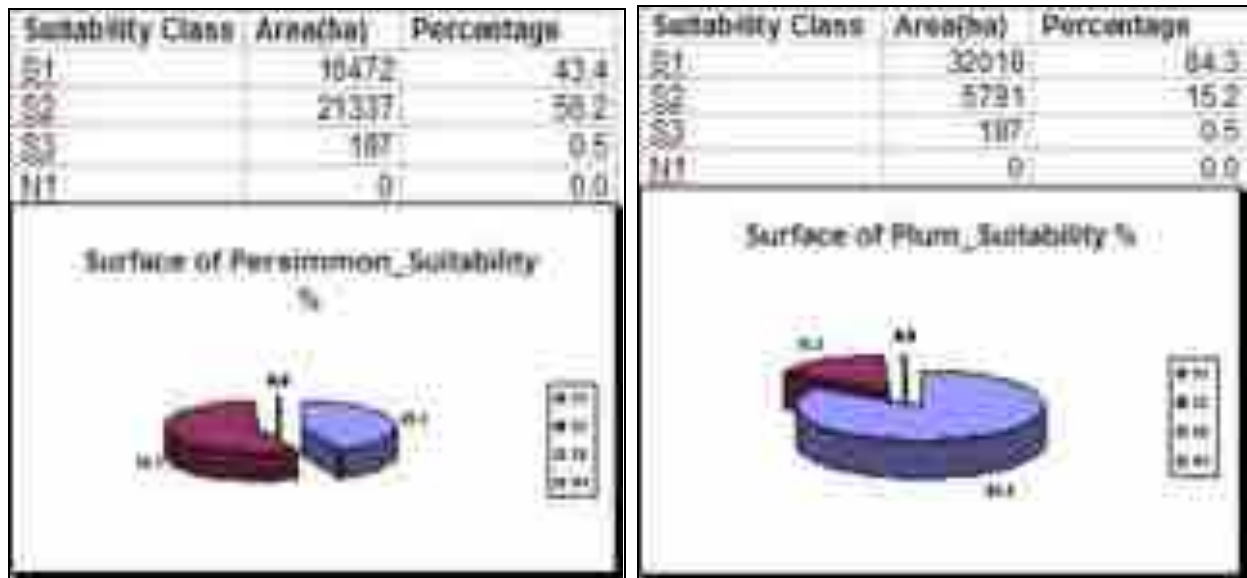 Suitability Class Area(ha) Percentage
S1 16472 43.4
S2 21337 56.2
S3 187 0.5
N1 0 0.0
Surface of Persimmon_Suitability
%
Suitability Class Area(ha) Percentage
S1 32018 84.3
S2 5791 15.2
S3 187 0.5
N1 0 0.0
Surface of Plum_Suitability %